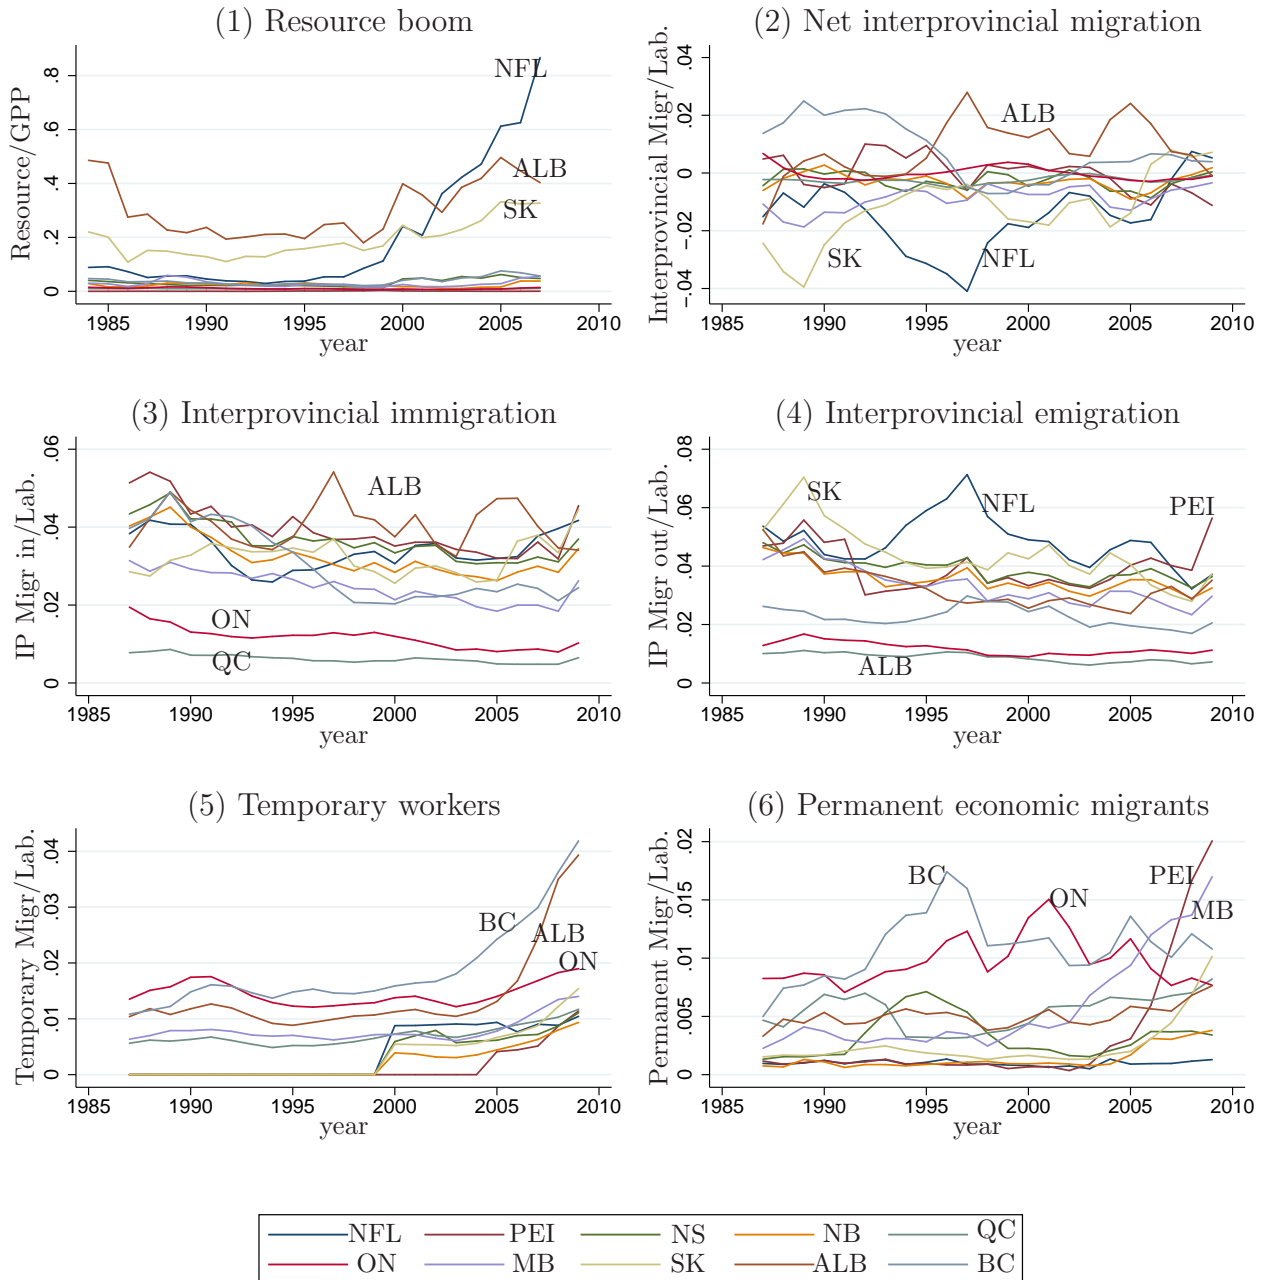 (1) Resource boom
Resource/GPP
.8
.6
.4
.2
0
NFL
ALB
SK
1985 1990 1995 2000 2005 2010
year
(2) Net interprovincial migration
Interprovincial Migr/Lab.
.04
.02
0
-.02
-.04
ALB
SK
NFL
1985 1990 1995 2000 2005 2010
year
(3) Interprovincial immigration
IP Migr in/Lab.
.06
.04
.02
0
ALB
ON
QC
1985 1990 1995 2000 2005 2010
year
(4) Interprovincial emigration
IP Migr out/Lab.
.08
.06
.04
.02
0
SK
NFL
PEI
ALB
1985 1990 1995 2000 2005 2010
year
(5) Temporary workers
Temporary Migr/Lab.
.04
.03
.02
.01
0
BC
ALB
ON
1985 1990 1995 2000 2005 2010
year
(6) Permanent economic migrants
Permanent Migr/Lab.
.02
.015
.01
.005
0
BC
ON
PEI
MB
1985 1990 1995 2000 2005 2010
year
NFL PEI NS NB QC
ON MB SK ALB BC